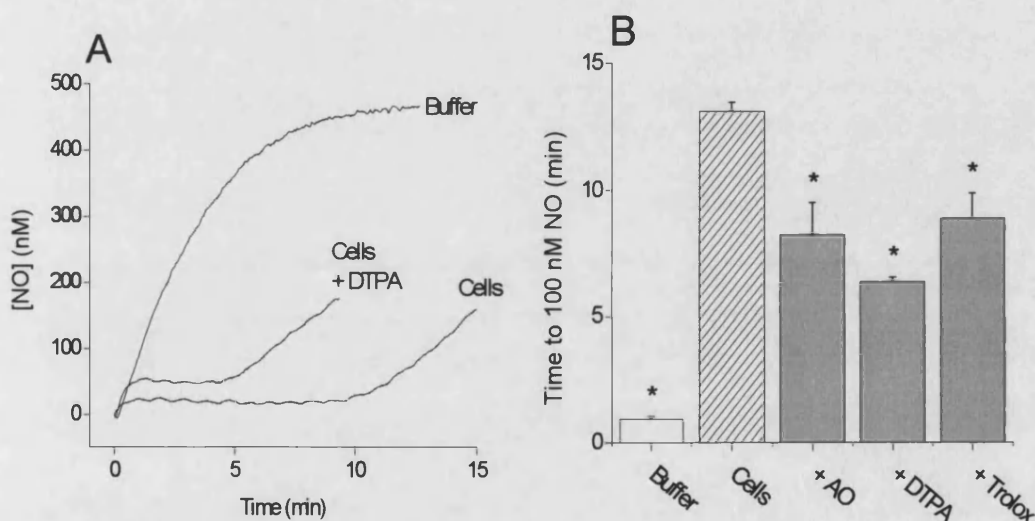 A
500
400
300
200
100
0
[NO] (nM)
Buffer
Cells
+ DTPA
Cells
0
5
10
15
Time (min)
B
15
10
5
0
Time to 100 nM NO (min)
*
*
*
*
Buffer
Cells
+ AO
+ DTPA
+ Trolox